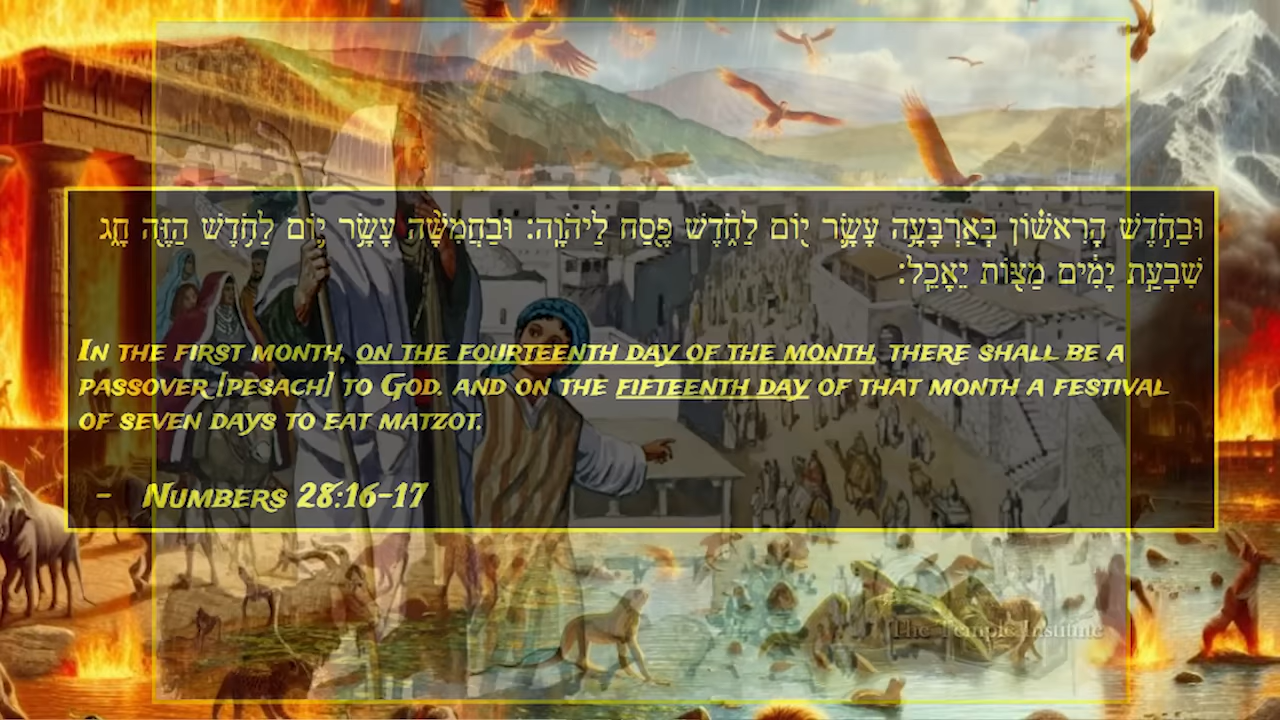 וּבַחֹ֣דֶשׁ הָרִאשׁ֗וֹן בְּאַרְבָּעָ֥ה עָשָׂ֛ר י֖וֹם לַחֹ֑דֶשׁ פֶּ֖סַח לַיהֹוָֽה: וּבַחֲמִשָּׁ֨ה עָשָׂ֥ר י֛וֹם לַחֹ֥דֶשׁ הַזֶּ֖ה חָ֑ג
שִׁבְעַ֣ת יָמִ֔ים מַצּ֖וֹת יֵאָכֵֽל:
In the first month, on the fourteenth day of the month, there shall be a
passover [pesach] to God. and on the fifteenth day of that month a festival
of seven days to eat matzot.
- Numbers 28:16-17
The Temple Institute